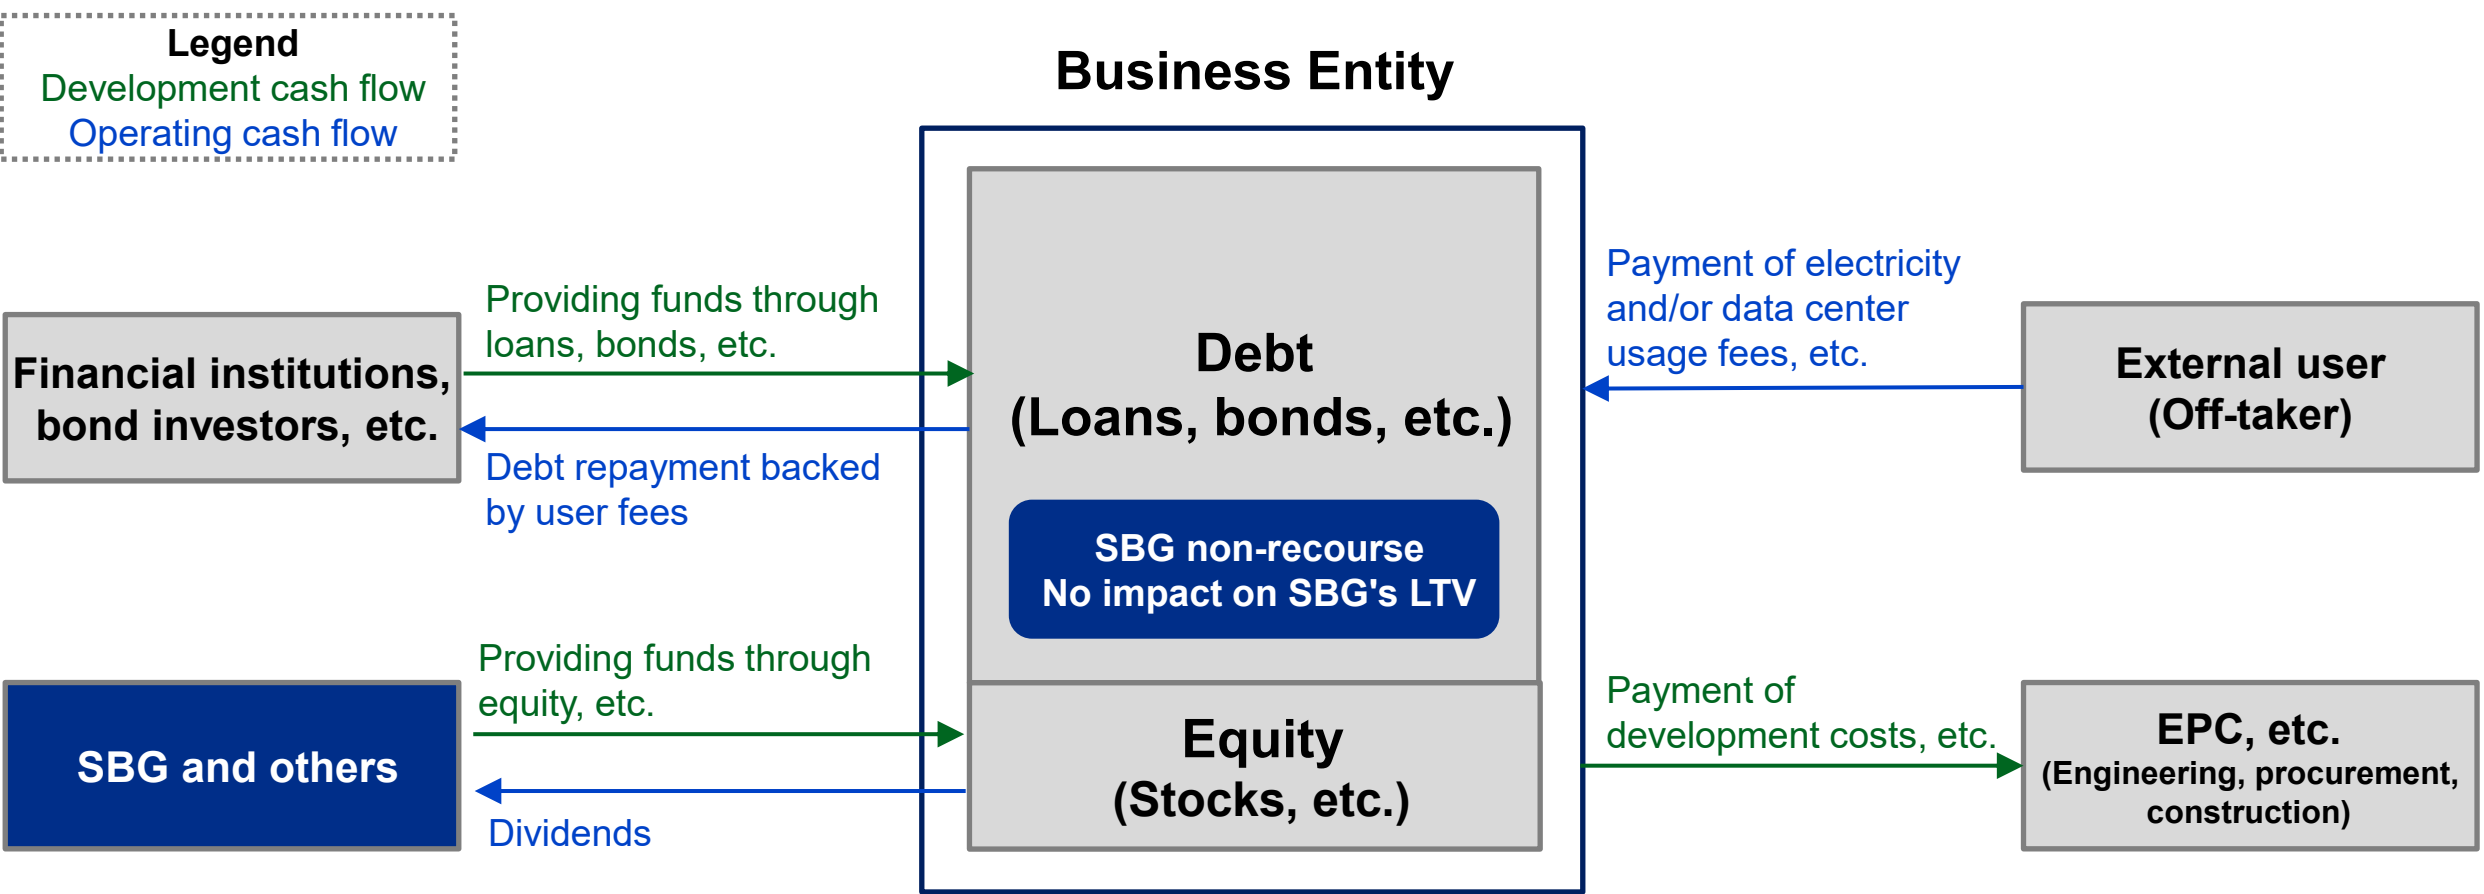 Legend
Development cash flow
Operating cash flow
Business Entity
Providing funds through
loans, bonds, etc.
Financial institutions,
bond investors, etc.
Debt repayment backed
by user fees
Debt
(Loans, bonds, etc.)
SBG non-recourse
No impact on SBG's LTV
Payment of electricity
and/or data center
usage fees, etc.
External user
(Off-taker)
Providing funds through
equity, etc.
SBG and others
Dividends
Equity
(Stocks, etc.)
Payment of
development costs, etc.
EPC, etc.
(Engineering, procurement,
construction)